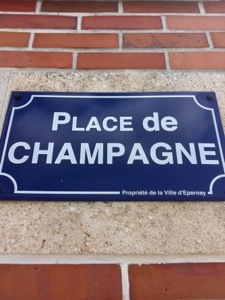 PLACE de
CHAMPAGNE
Propriété de la Ville d'Epernay